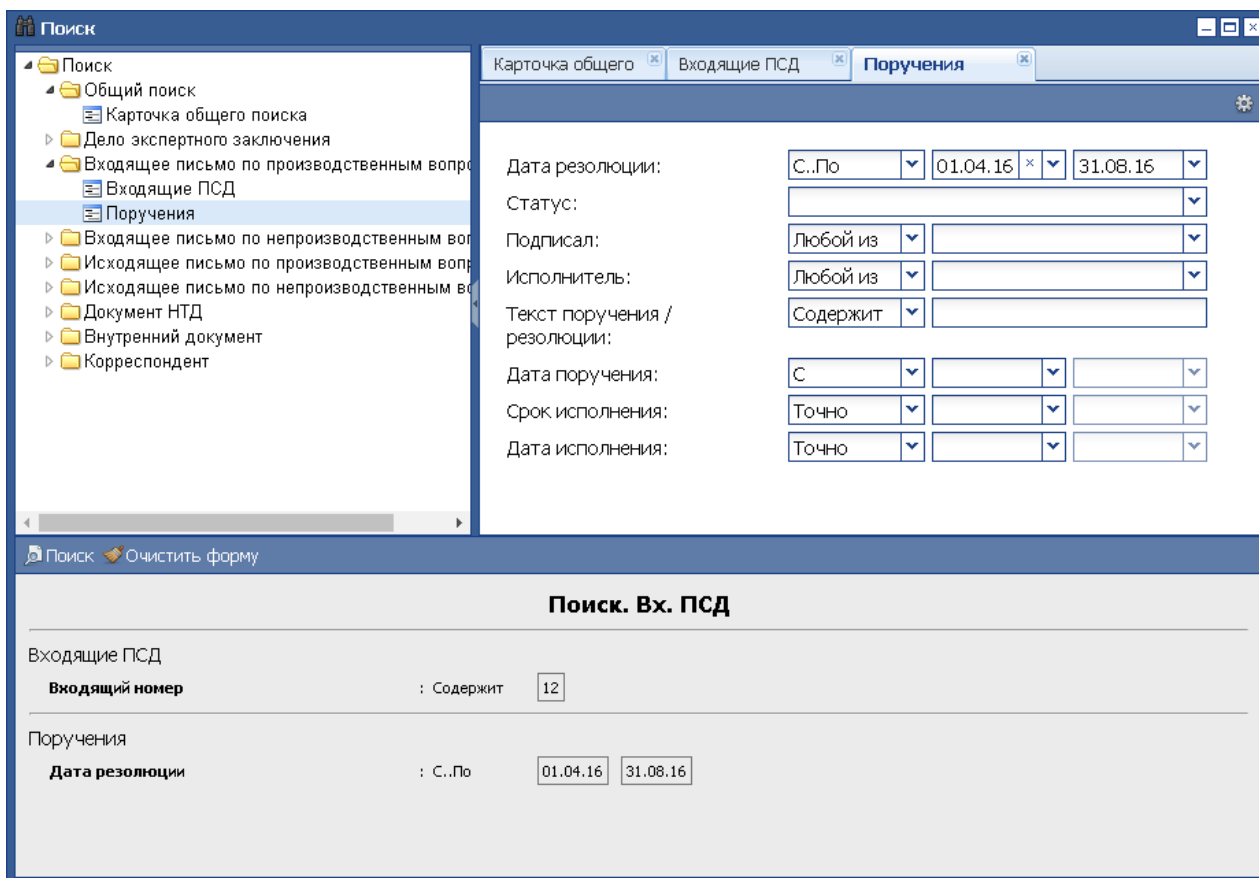 Поиск
Поиск
Общий поиск
Карточка общего поиска
Дело экспертного заключения
Входящее письмо по производственным вопро
Входящие ПСД
Поручения
Входящее письмо по непроизводственным воп
Исходящее письмо по производственным вопр
Исходящее письмо по непроизводственным во
Документ НТД
Внутренний документ
Корреспондент
Карточка общего Входящие ПСД Поручения
Дата резолюции: С..По 01.04.16 31.08.16
Статус:
Подписал: Любой из
Исполнитель: Любой из
Текст поручения / Содержит
резолюции:
Дата поручения: С
Срок исполнения: Точно
Дата исполнения: Точно
Поиск Очистить форму
Поиск. Вх. ПСД
Входящие ПСД
Входящий номер : Содержит 12
Поручения
Дата резолюции : С..По 01.04.16 31.08.16